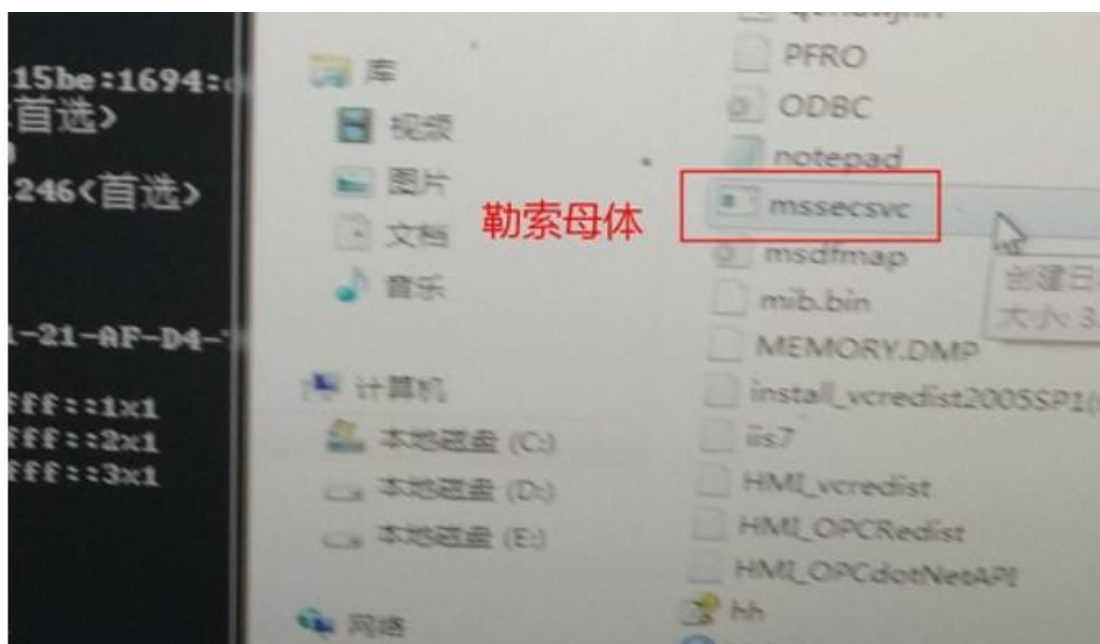 15be:1694:
首选>
246<首选>
-21-AF-D4-
fff::1x1
fff::2x1
fff::3x1
库
视频
图片
文档
音乐
计算机
本地磁盘 (C:)
本地磁盘 (D:)
本地磁盘 (E:)
网络
勒索母体
PFRO
ODBC
notepad
mssecsvc
msdfmap
mib.bin
MEMORY.DMP
install_vcredist2005SP1(
iis7
HMI_vcredist
HMI_OPCRedist
HMI_OPCdotNetAPI
hh
创建日
大小: 3.